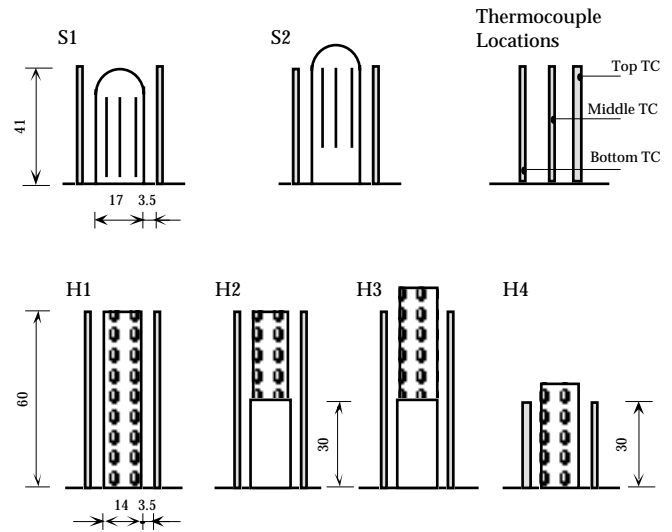 S1
S2
Thermocouple
Locations
Top TC
Middle TC
Bottom TC
41
17 3.5
H1
H2
H3
H4
60
30
30
14 3.5